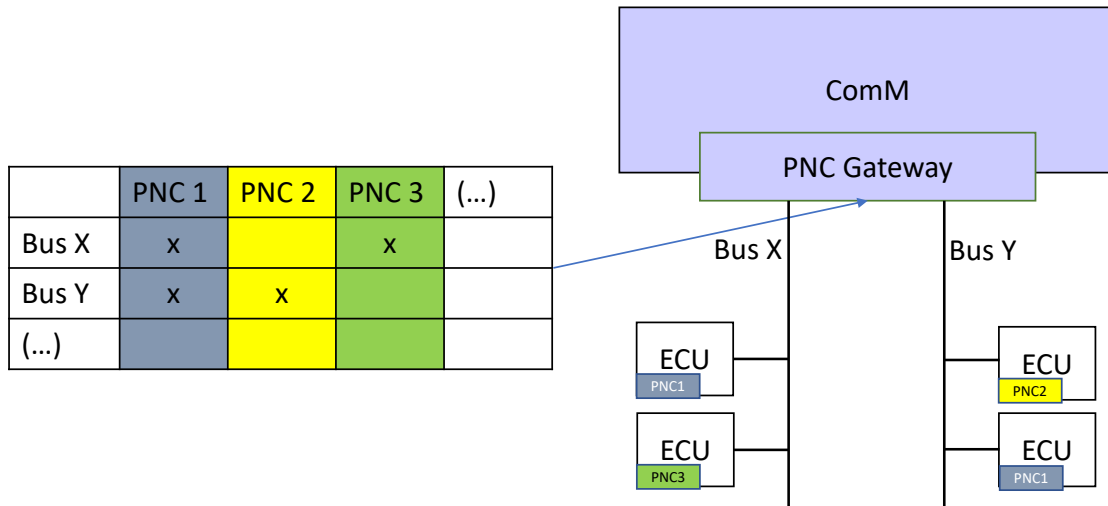 ComM
PNC Gateway
PNC 1 PNC 2 PNC 3 (...)
Bus X x x
Bus Y x x
(...)
Bus X Bus Y
ECU
PNC1
ECU
PNC2
ECU
PNC3
ECU
PNC1